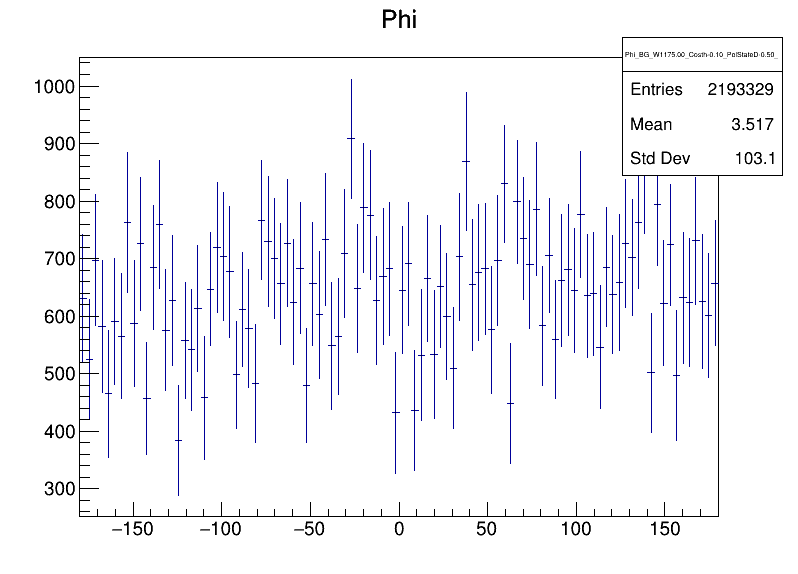 Phi
Phi_BG_W1175.00_Costh-0.10_PolStateD-0.50_
Entries 2193329
Mean 3.517
Std Dev 103.1
1000
900
800
700
600
500
400
300
−150 −100 −50 0 50 100 150